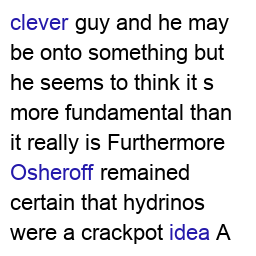 clever guy and he may
be onto something but
he seems to think it s
more fundamental than
it really is Furthermore
Osheroff remained
certain that hydrinos
were a crackpot idea A